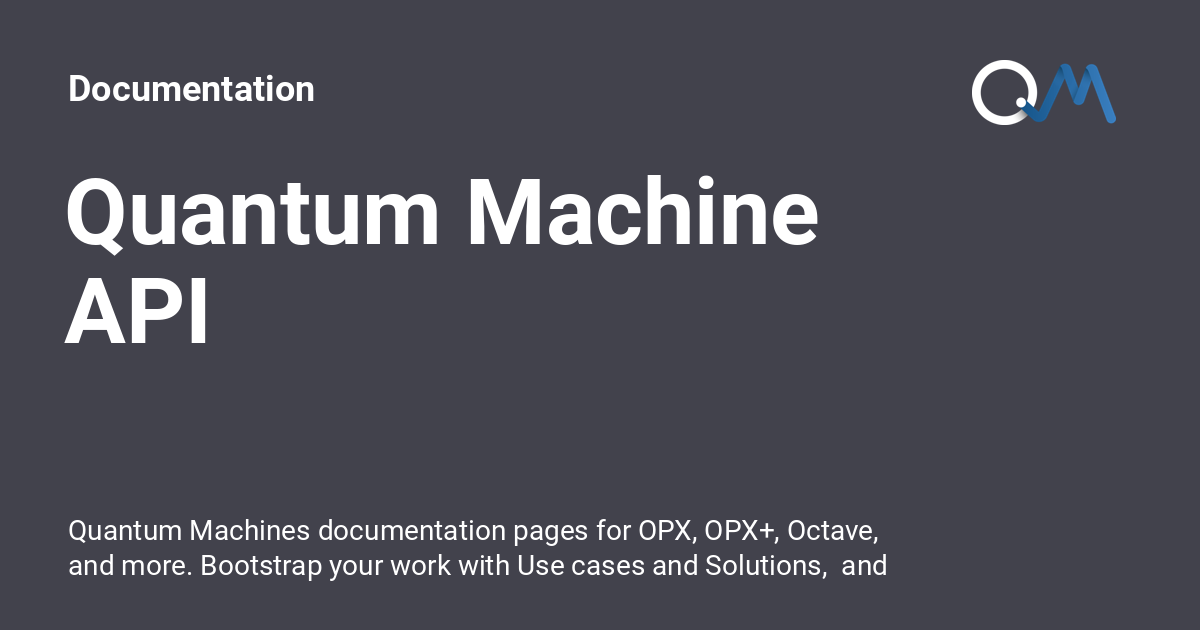 Documentation
QM
Quantum Machine
API
Quantum Machines documentation pages for OPX, OPX+, Octave,
and more. Bootstrap your work with Use cases and Solutions,  and